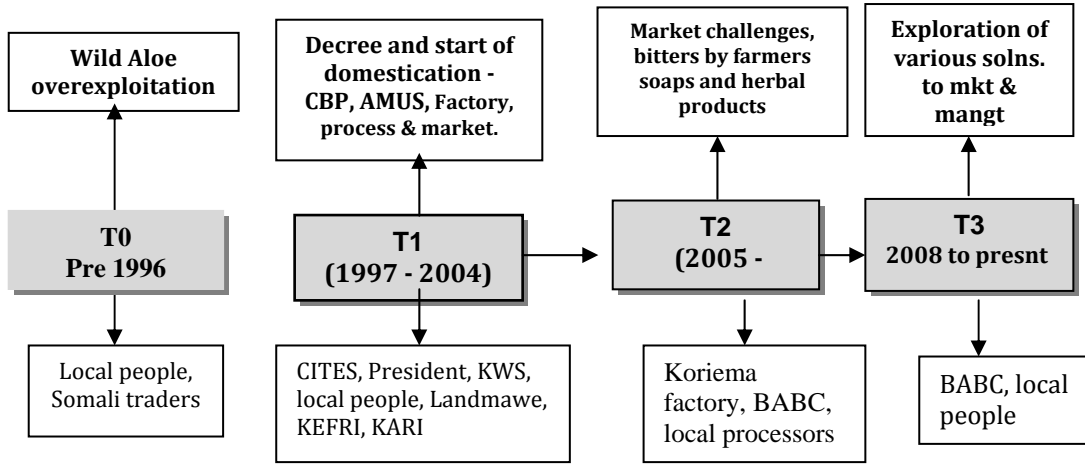 Wild Aloe
overexploitation
Decree and start of
domestication -
CBP, AMUS, Factory,
process & market.
Market challenges,
bitters by farmers
soaps and herbal
products
Exploration of
various solns.
to mkt &
mangt
T0
Pre 1996
T1
(1997 - 2004)
T2
(2005 -
T3
2008 to presnt
Local people,
Somali traders
CITES, President, KWS,
local people, Landmawe,
KEFRI, KARI
Koriema
factory, BABC,
local processors
BABC, local
people